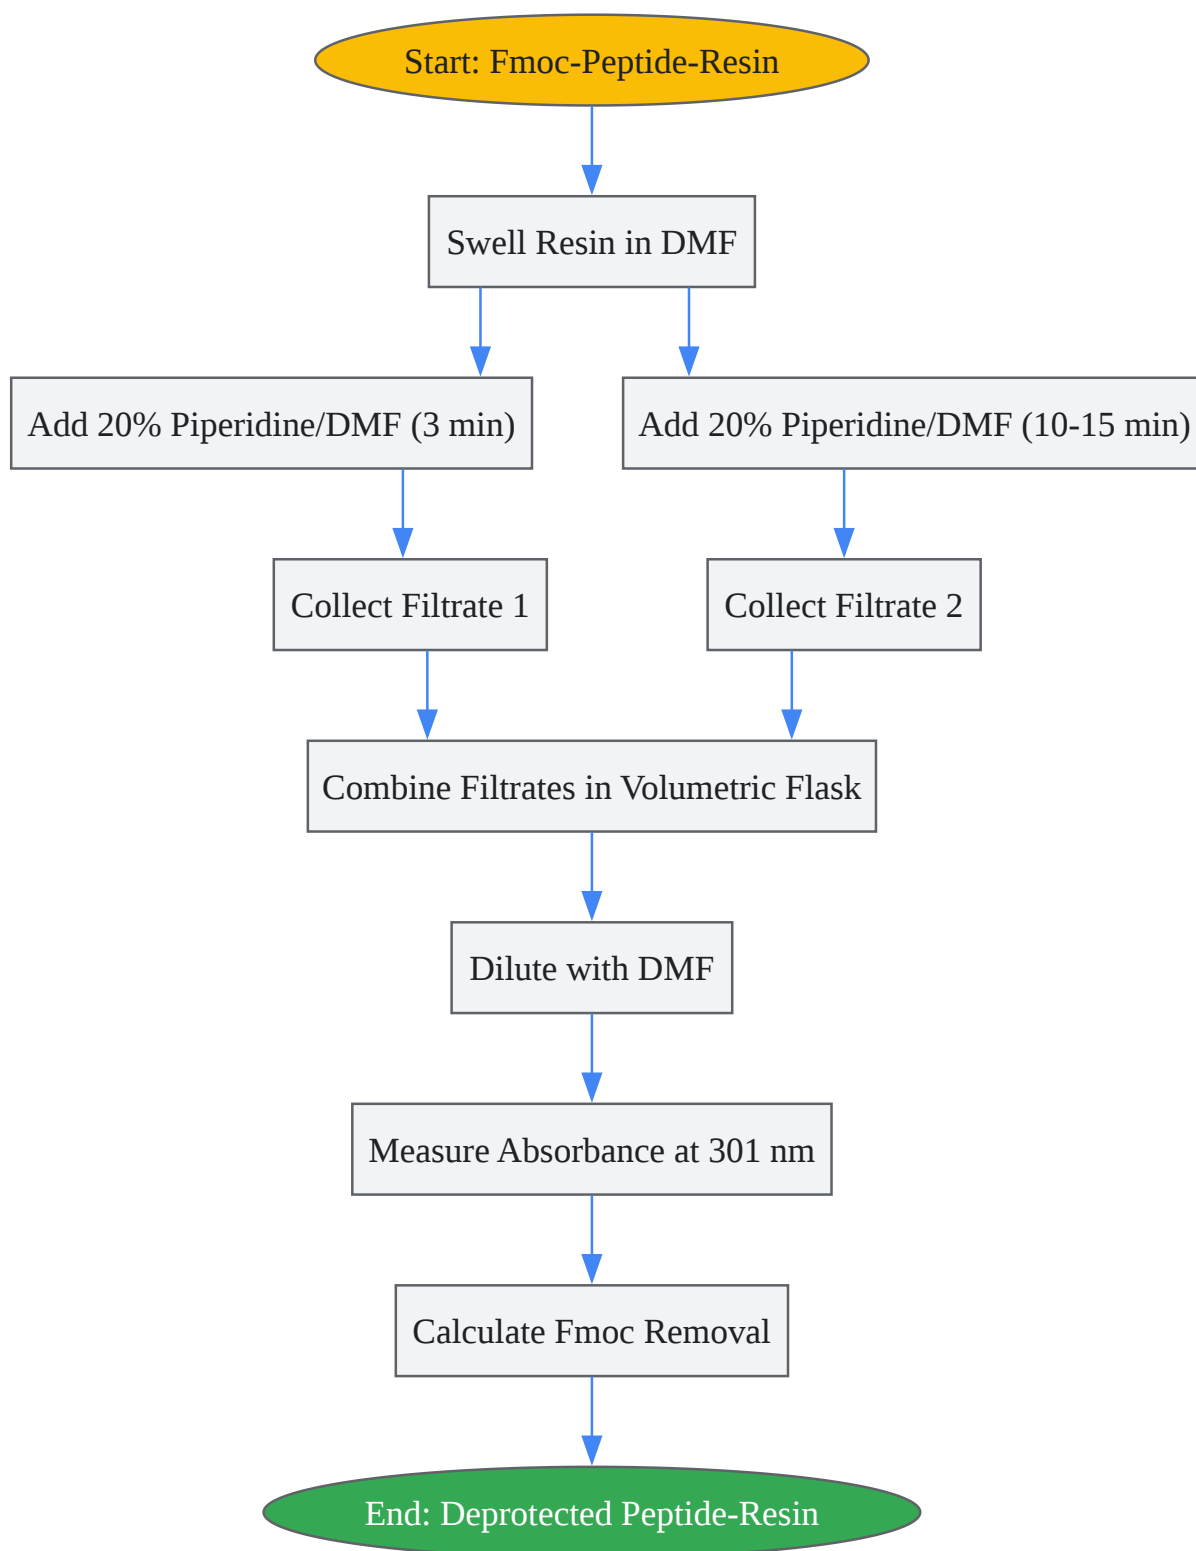 Start: Fmoc-Peptide-Resin
Swell Resin in DMF
Add 20% Piperidine/DMF (3 min)
Add 20% Piperidine/DMF (10-15 min)
Collect Filtrate 1
Collect Filtrate 2
Combine Filtrates in Volumetric Flask
Dilute with DMF
Measure Absorbance at 301 nm
Calculate Fmoc Removal
End: Deprotected Peptide-Resin